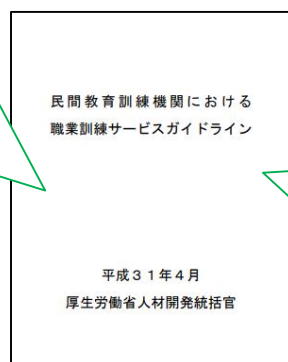 民間教育訓練機関における
職業訓練サービスガイドライン
平成３１年４月
厚生労働省人材開発統括官